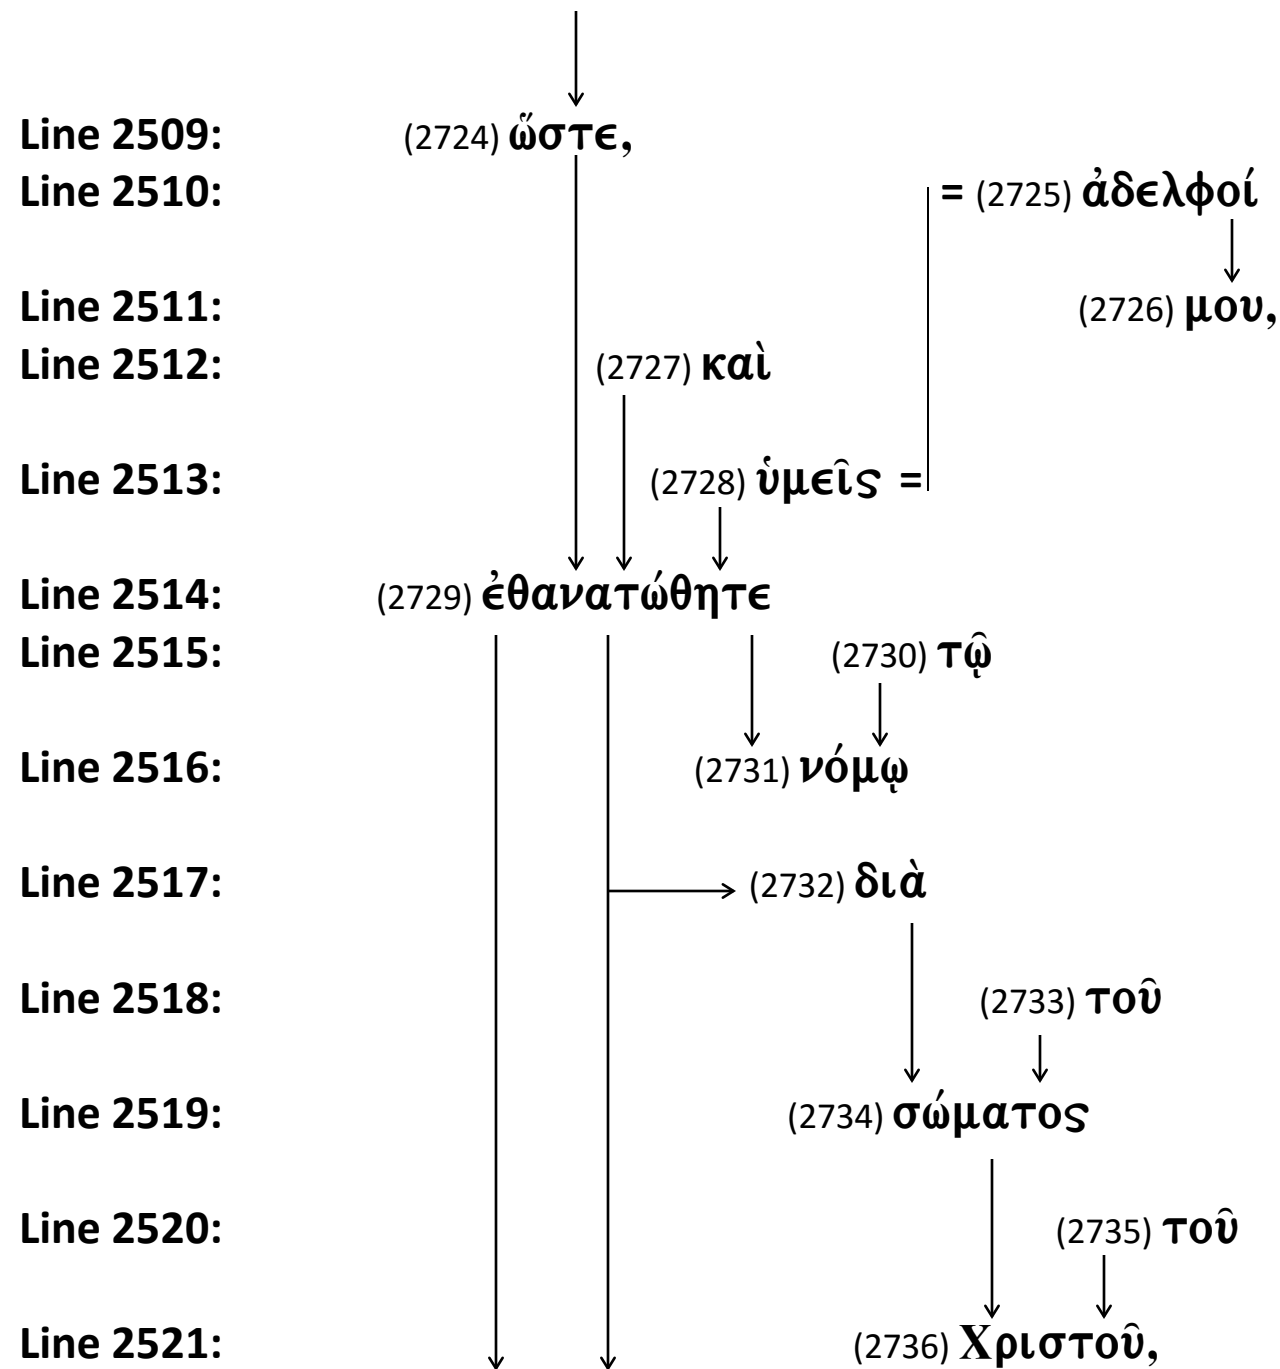 Line 2509: (2724) ὥστε,
Line 2510: = (2725) ἀδελφοί
Line 2511: (2726) μου,
Line 2512: (2727) καὶ
Line 2513: (2728) ὑμεῖς =
Line 2514: (2729) ἐθανατώθητε
Line 2515: (2730) τῷ
Line 2516: (2731) νόμῳ
Line 2517: (2732) διὰ
Line 2518: (2733) τοῦ
Line 2519: (2734) σώματος
Line 2520: (2735) τοῦ
Line 2521: (2736) Χριστοῦ,